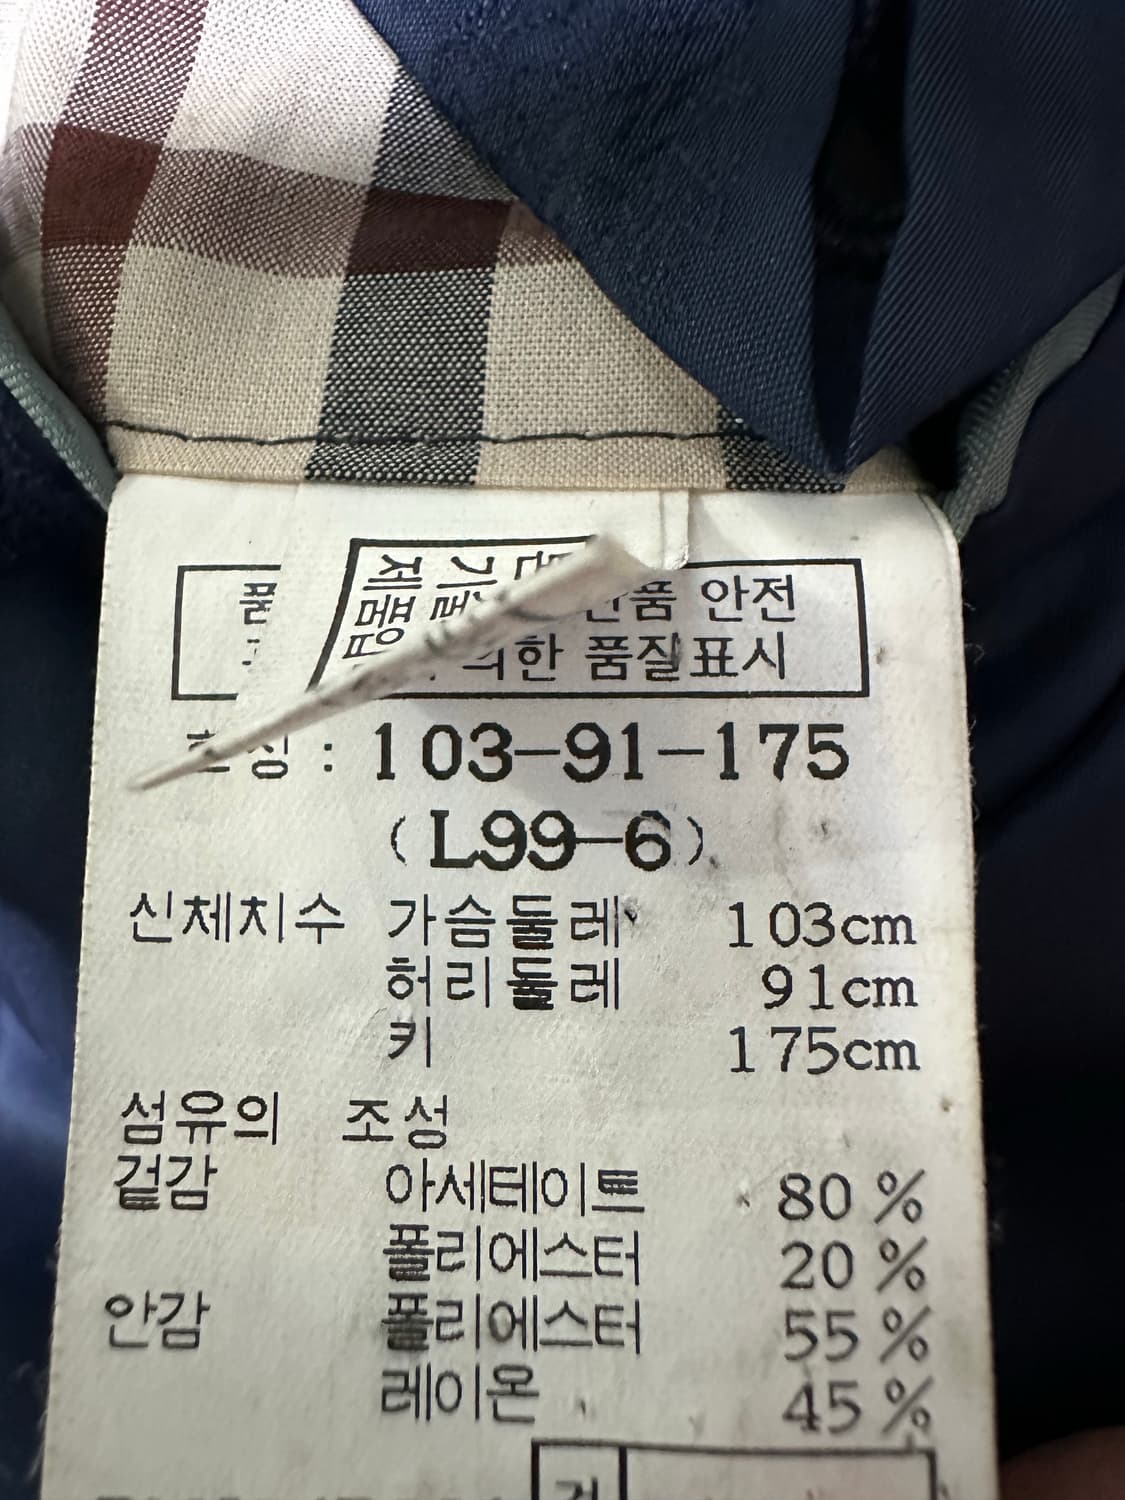 안전
의한 품질표시
호칭 : 103-91-175
(L99-6)
신체치수 가슴둘레 103cm
허리둘레 91cm
키 175cm
섬유의 조성
겉감 아세테이트 80 %
폴리에스터 20 %
안감 폴리에스터 55 %
레이온 45 %